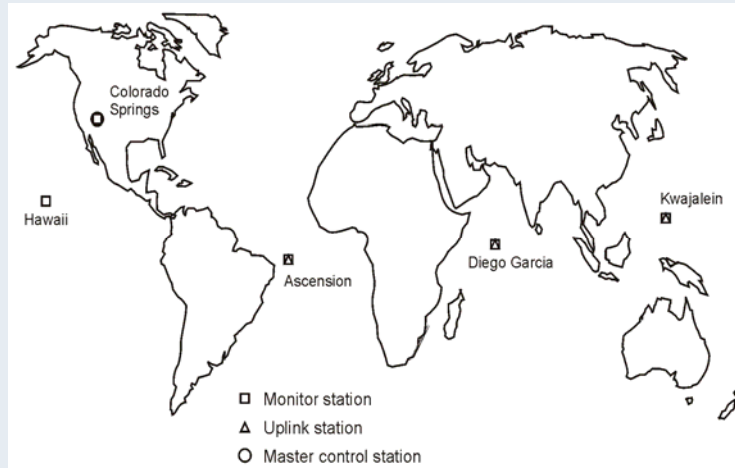 Colorado
Springs
Hawaii
Kwajalein
Diego Garcia
Ascension
Monitor station
Uplink station
Master control station